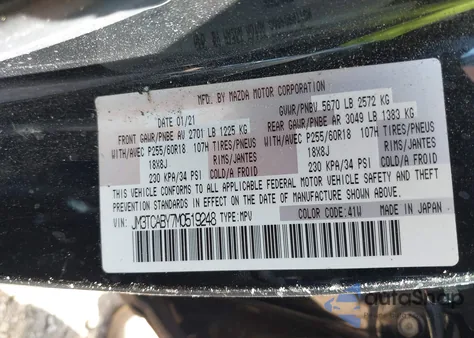 MFD. BY MAZDA MOTOR CORPORATION
DATE 01/21 GVWR/PNBV 5670 LB 2572 KG
FRONT GAWR/PNBE AV 2701 LB 1225 KG REAR GAWR/PNBE AR 3049 LB 1383 KG
WITH/AVEC P255/60R18 107H TIRES/PNEUS WITH/AVEC P255/60R18 107H TIRES/PNEUS
18X8J RIMS/JANTES 18X8J RIMS/JANTES
230 KPA/34 PSI COLD/A FROID 230 KPA/34 PSI COLD/A FROID
THIS VEHICLE CONFORMS TO ALL APPLICABLE FEDERAL MOTOR VEHICLE SAFETY AND THEFT
PREVENTION STANDARDS IN EFFECT ON THE DATE OF MANUFACTURE SHOWN ABOVE.
VIN: JM3TCABY7M0519248 TYPE: MPV
COLOR CODE: 41W MADE IN JAPAN
autoSnap